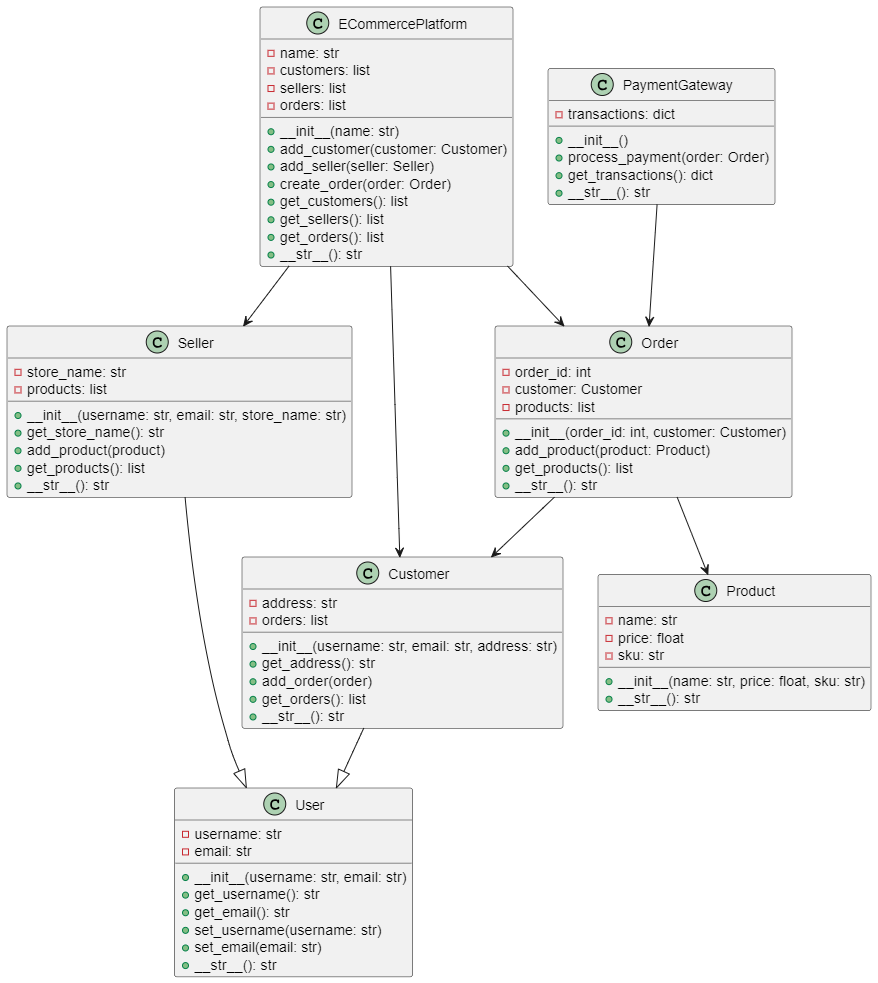 C ECommercePlatform
name: str
customers: list
sellers: list
orders: list
__init__(name: str)
add_customer(customer: Customer)
add_seller(seller: Seller)
create_order(order: Order)
get_customers(): list
get_sellers(): list
get_orders(): list
__str__(): str
C PaymentGateway
transactions: dict
__init__()
process_payment(order: Order)
get_transactions(): dict
__str__(): str
C Seller
store_name: str
products: list
__init__(username: str, email: str, store_name: str)
get_store_name(): str
add_product(product)
get_products(): list
__str__(): str
C Order
order_id: int
customer: Customer
products: list
__init__(order_id: int, customer: Customer)
add_product(product: Product)
get_products(): list
__str__(): str
C Customer
address: str
orders: list
__init__(username: str, email: str, address: str)
get_address(): str
add_order(order)
get_orders(): list
__str__(): str
C Product
name: str
price: float
sku: str
__init__(name: str, price: float, sku: str)
__str__(): str
C User
username: str
email: str
__init__(username: str, email: str)
get_username(): str
get_email(): str
set_username(username: str)
set_email(email: str)
__str__(): str